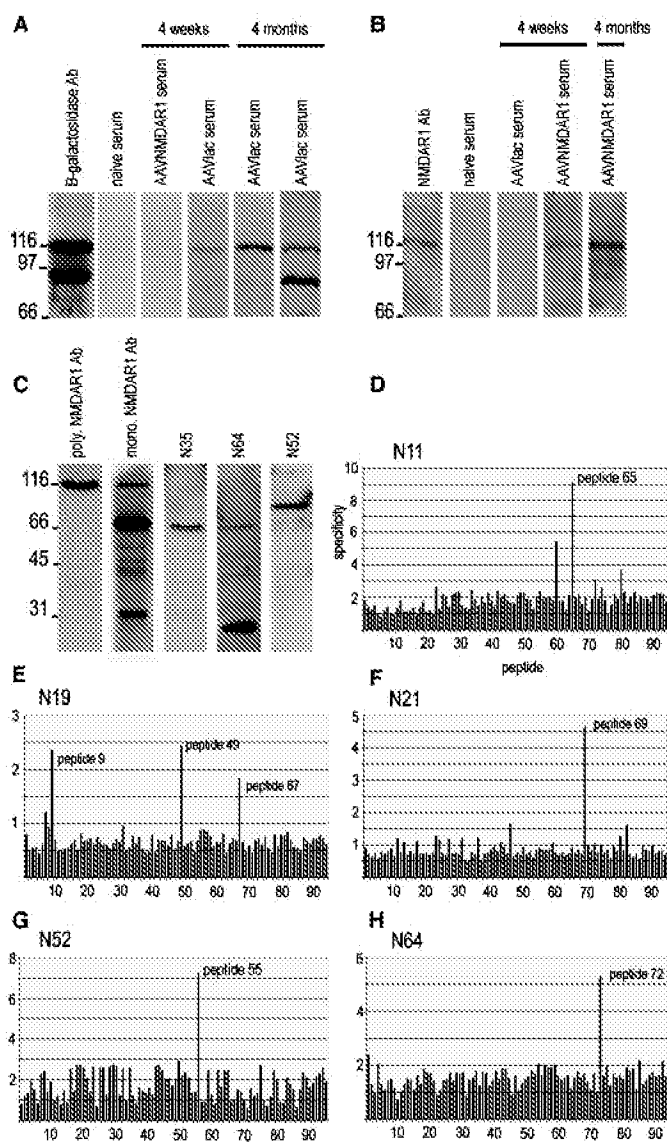 A
4 weeks
4 months
B-galactosidase Ab
naive serum
AAVNMDAR1 serum
AAVlac serum
AAVlac serum
AAVlac serum
116
97
66
B
4 weeks
4 months
NMDAR1 Ab
naive serum
AAVlac serum
AAVNMDAR1 serum
AAVNMDAR1 serum
116
97
66
C
poly. NMDAR1 Ab
mono. NMDAR1 Ab
N35
N64
N52
116
66
45
31
D
N11
10
8
6
4
2
specificity
peptide 65
10 20 30 40 50 60 70 80 90
peptide
E
N19
3
2
1
peptide 9
peptide 49
peptide 67
10 20 30 40 50 60 70 80 90
F
N21
5
4
3
2
1
peptide 69
10 20 30 40 50 60 70 80 90
G
N52
8
6
4
2
peptide 55
10 20 30 40 50 60 70 80 90
H
N64
6
4
2
peptide 72
10 20 30 40 50 60 70 80 90